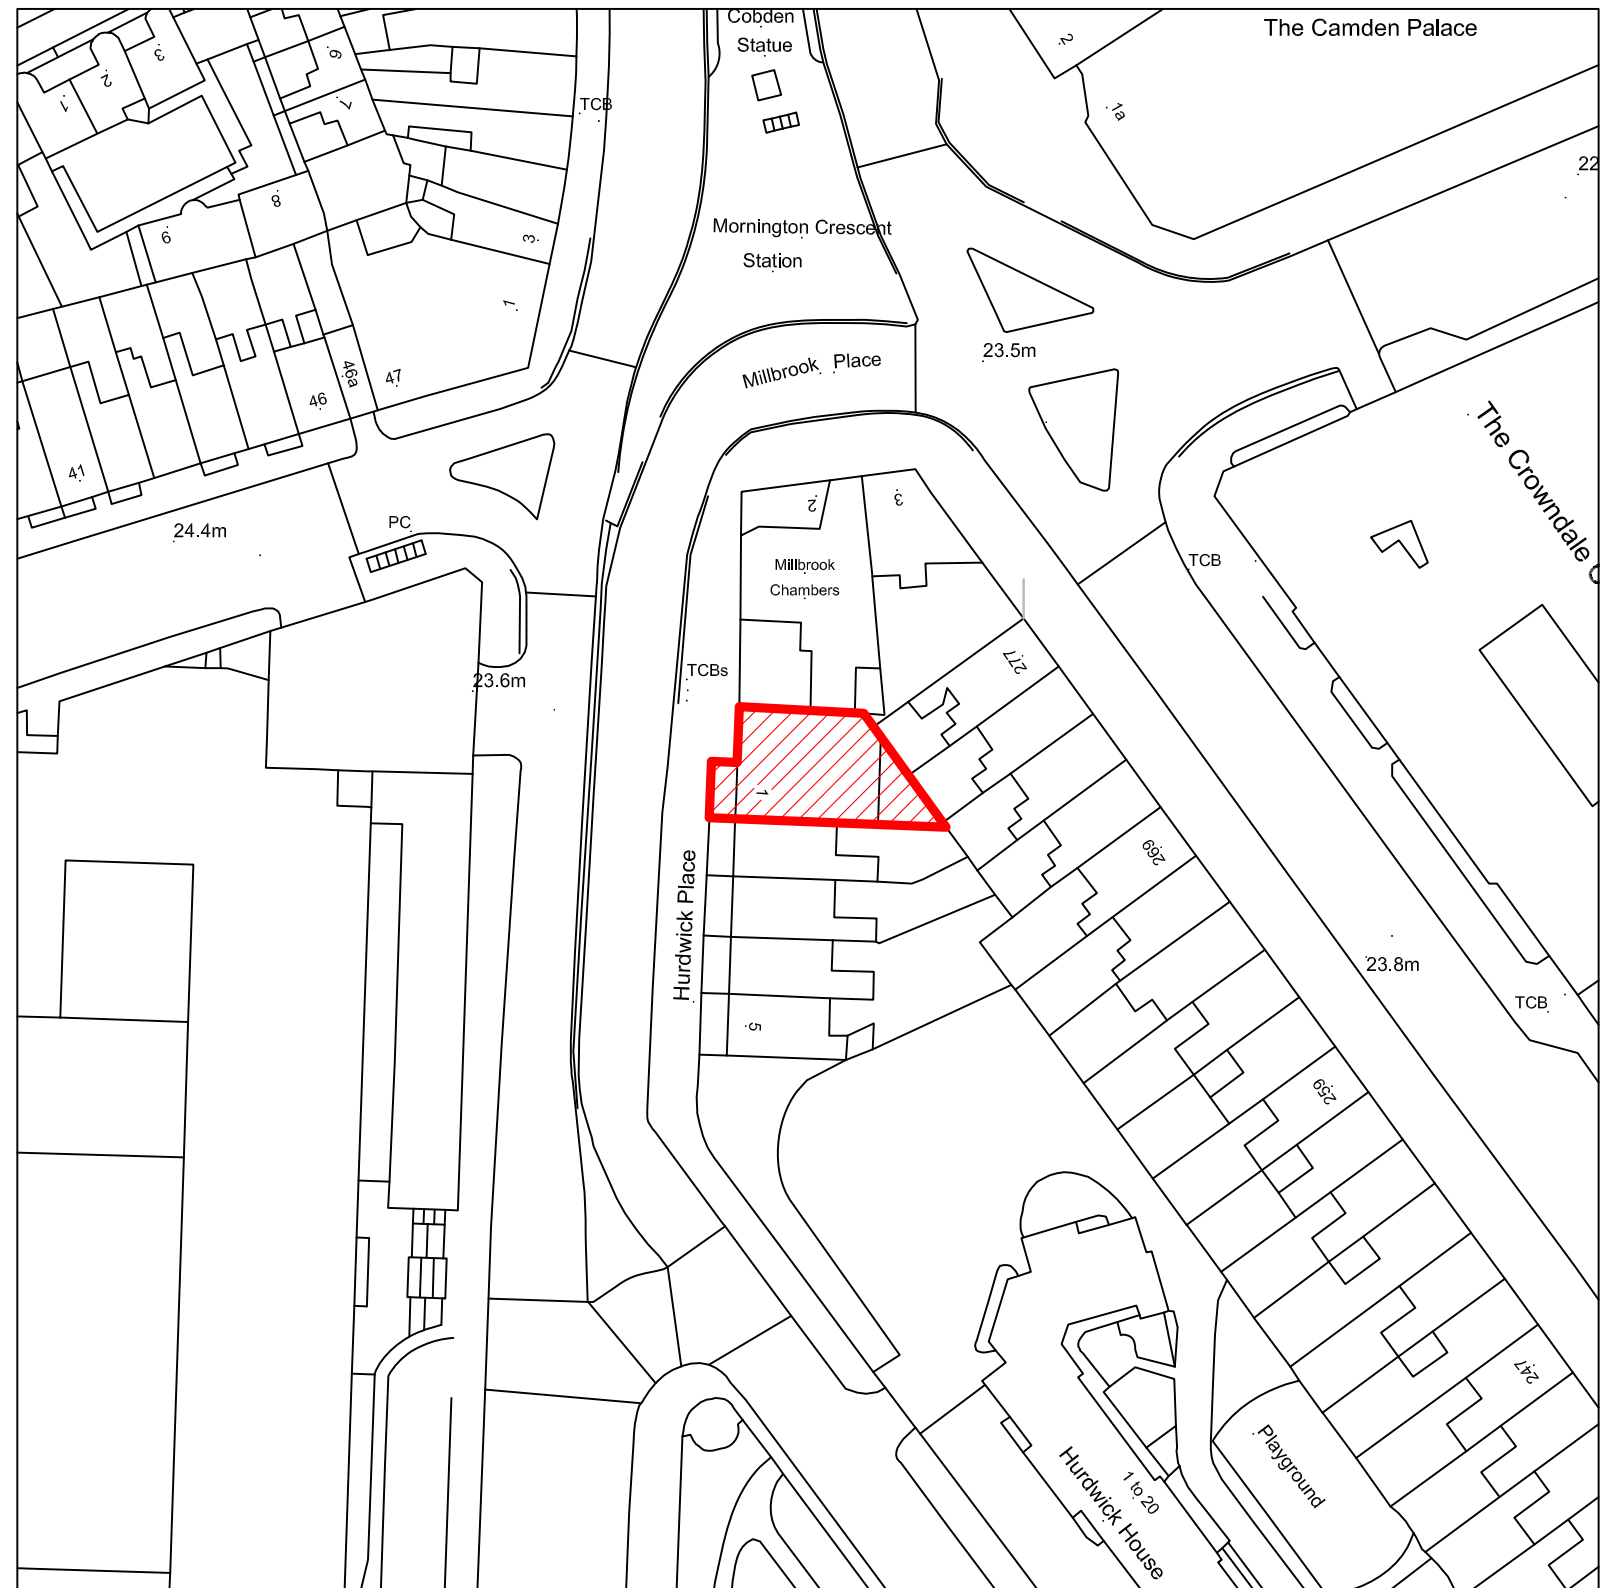 Cobden
Statue
The Camden Palace
2
1a
22
TCB
1
2
3
6
7
8
9
3
1
Mornington Crescent
Station
Millbrook Place
23.5m
46a
47
46
41
24.4m
PC
The Crowndale C
2
3
Millbrook
Chambers
TCB
277
TCBs
23.6m
1
Hurdwick Place
269
23.8m
TCB
5
259
247
Playground
1 to 20
Hurdwick House